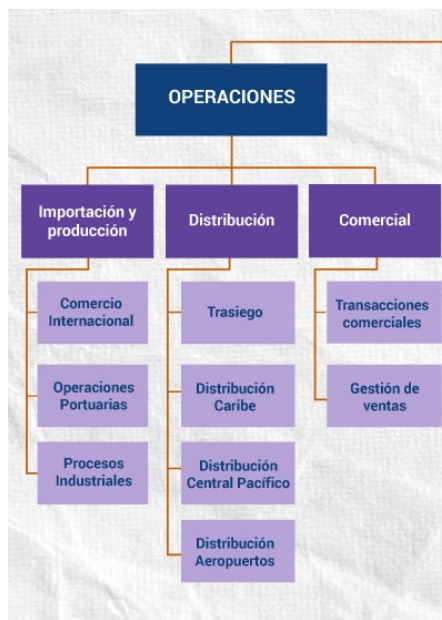 OPERACIONES
Importación y
producción
Comercio
Internacional
Operaciones
Portuarias
Procesos
Industriales
Distribución
Trasiego
Distribución
Caribe
Distribución
Central Pacífico
Distribución
Aeropuertos
Comercial
Transacciones
comerciales
Gestión de
ventas